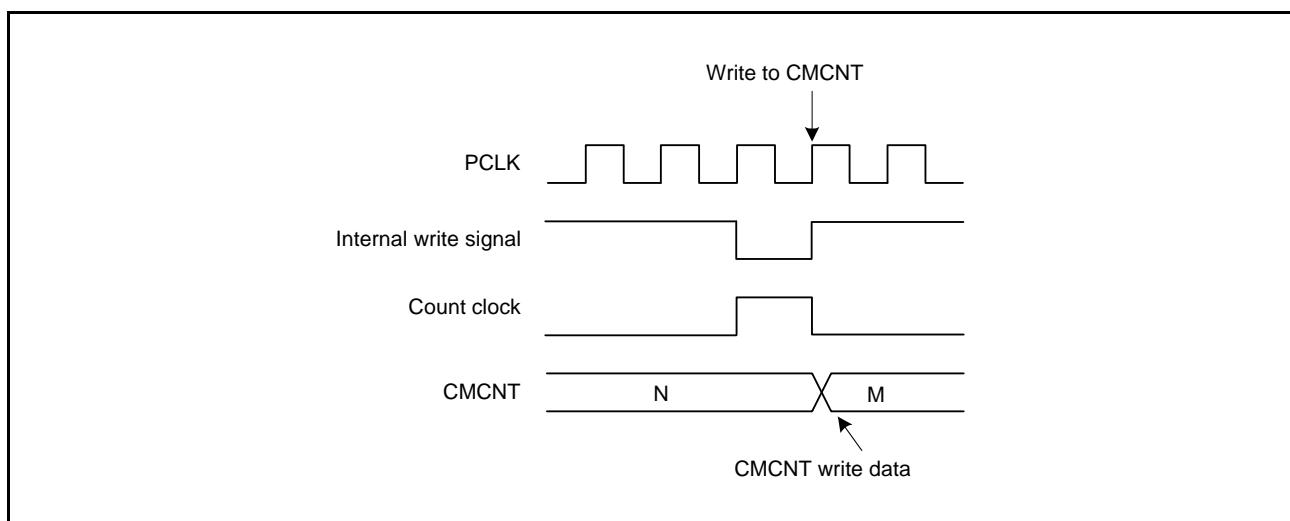 Write to CMCNT
PCLK
Internal write signal
Count clock
CMCNT
N
M
CMCNT write data